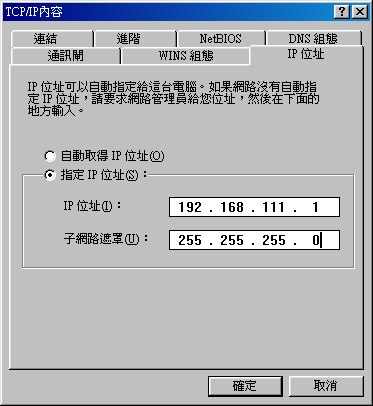 TCP/IP內容
連結 進階 NetBIOS DNS 組態
通訊閘 WINS 組態 IP 位址
IP 位址可以自動指定給這台電腦。如果網路沒有自動指
定 IP 位址，請要求網路管理員給您位址，然後在下面的
地方輸入。
自動取得 IP 位址(O)
指定 IP 位址(S)：
IP 位址(I)： 192 . 168 . 111 . 1
子網路遮罩(U)： 255 . 255 . 255 . 0
確定 取消